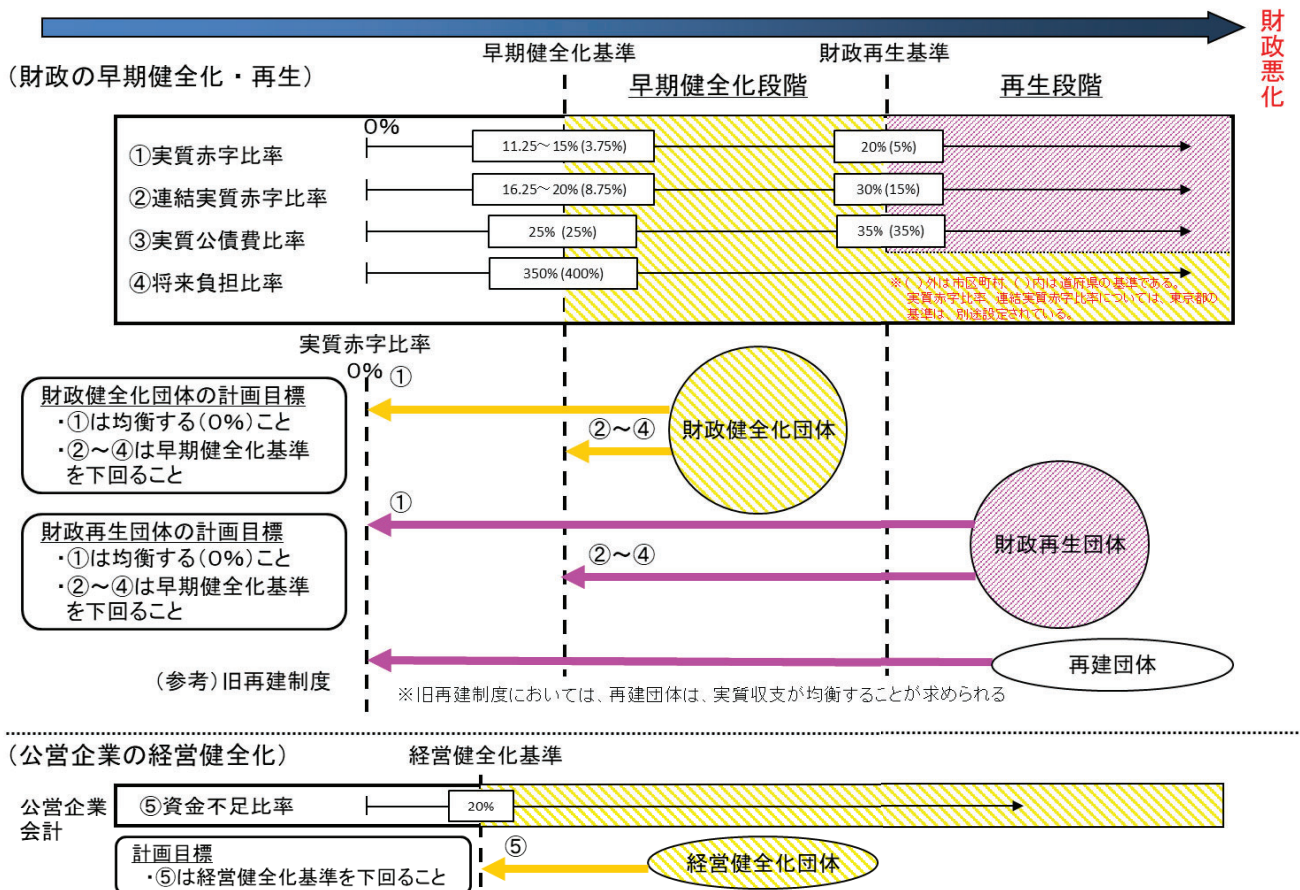 財政悪化
早期健全化基準
財政再生基準
(財政の早期健全化・再生)
早期健全化段階
再生段階
0%
①実質赤字比率
11.25～15%(3.75%)
20%(5%)
②連結実質赤字比率
16.25～20%(8.75%)
30%(15%)
③実質公債費比率
25%(25%)
35%(35%)
④将来負担比率
350%(400%)
※( )外は市区町村、( )内は道府県の基準である。
実質赤字比率、連結実質赤字比率については、東京都の
基準は、別途設定されている。
実質赤字比率
0%
財政健全化団体の計画目標
・①は均衡する(0%)こと
・②～④は早期健全化基準
を下回ること
①
②～④
財政健全化団体
財政再生団体の計画目標
・①は均衡する(0%)こと
・②～④は早期健全化基準
を下回ること
①
②～④
財政再生団体
(参考)旧再建制度
再建団体
※旧再建制度においては、再建団体は、実質収支が均衡することが求められる
(公営企業の経営健全化)
経営健全化基準
公営企業
会計
⑤資金不足比率
20%
計画目標
・⑤は経営健全化基準を下回ること
⑤
経営健全化団体